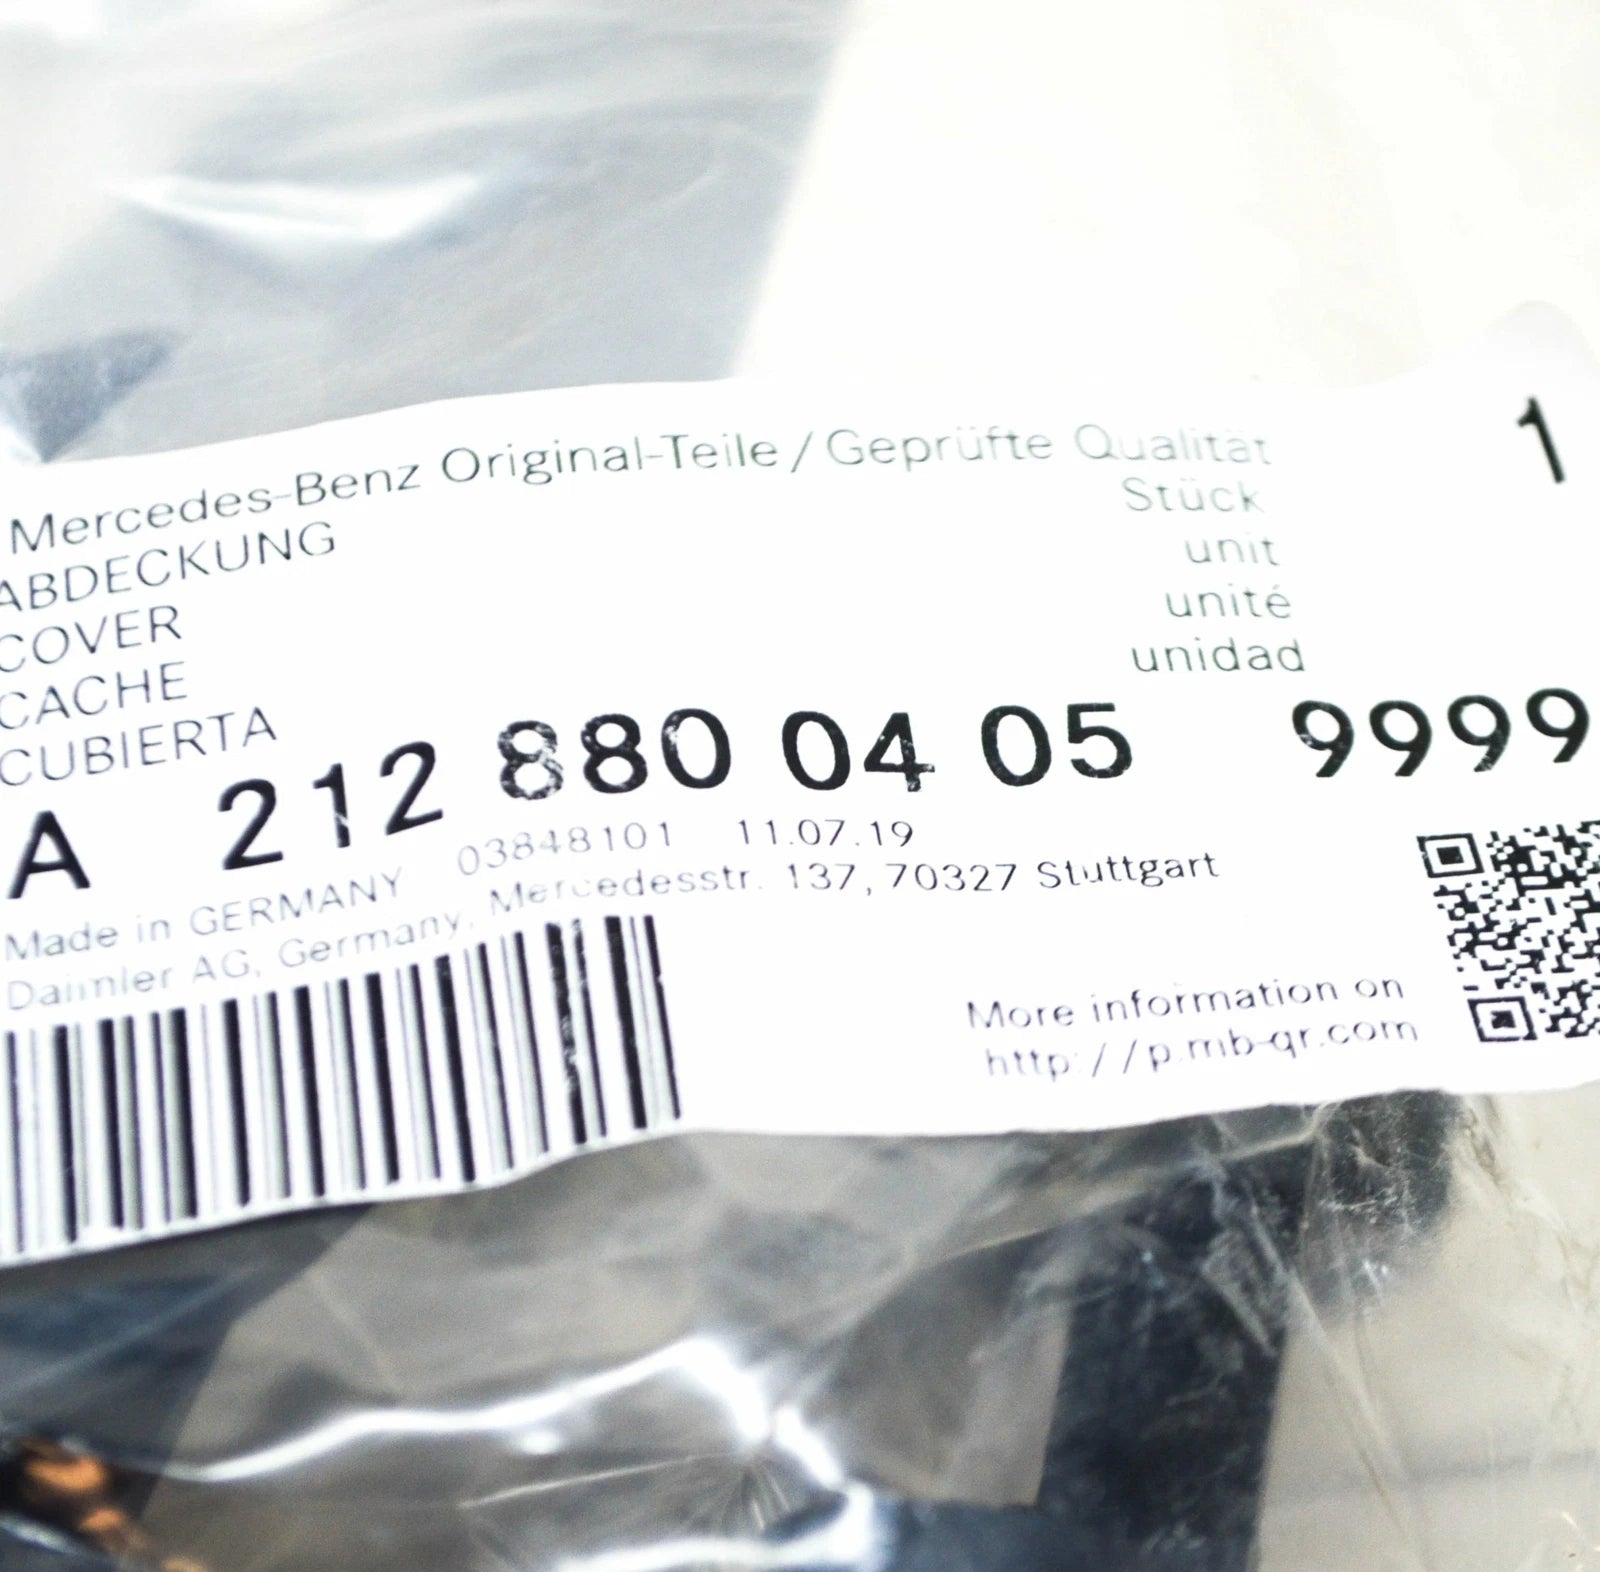 Mercedes-Benz Original-Teile / Geprüfte Qualität 1
ABDECKUNG Stück
COVER unit
CACHE unité
CUBIERTA unidad
A 212 880 04 05 9999
Made in GERMANY 03848101 11.07.19
Daimler AG, Germany, Mercedesstr. 137, 70327 Stuttgart
More information on
http://p.mb-qr.com